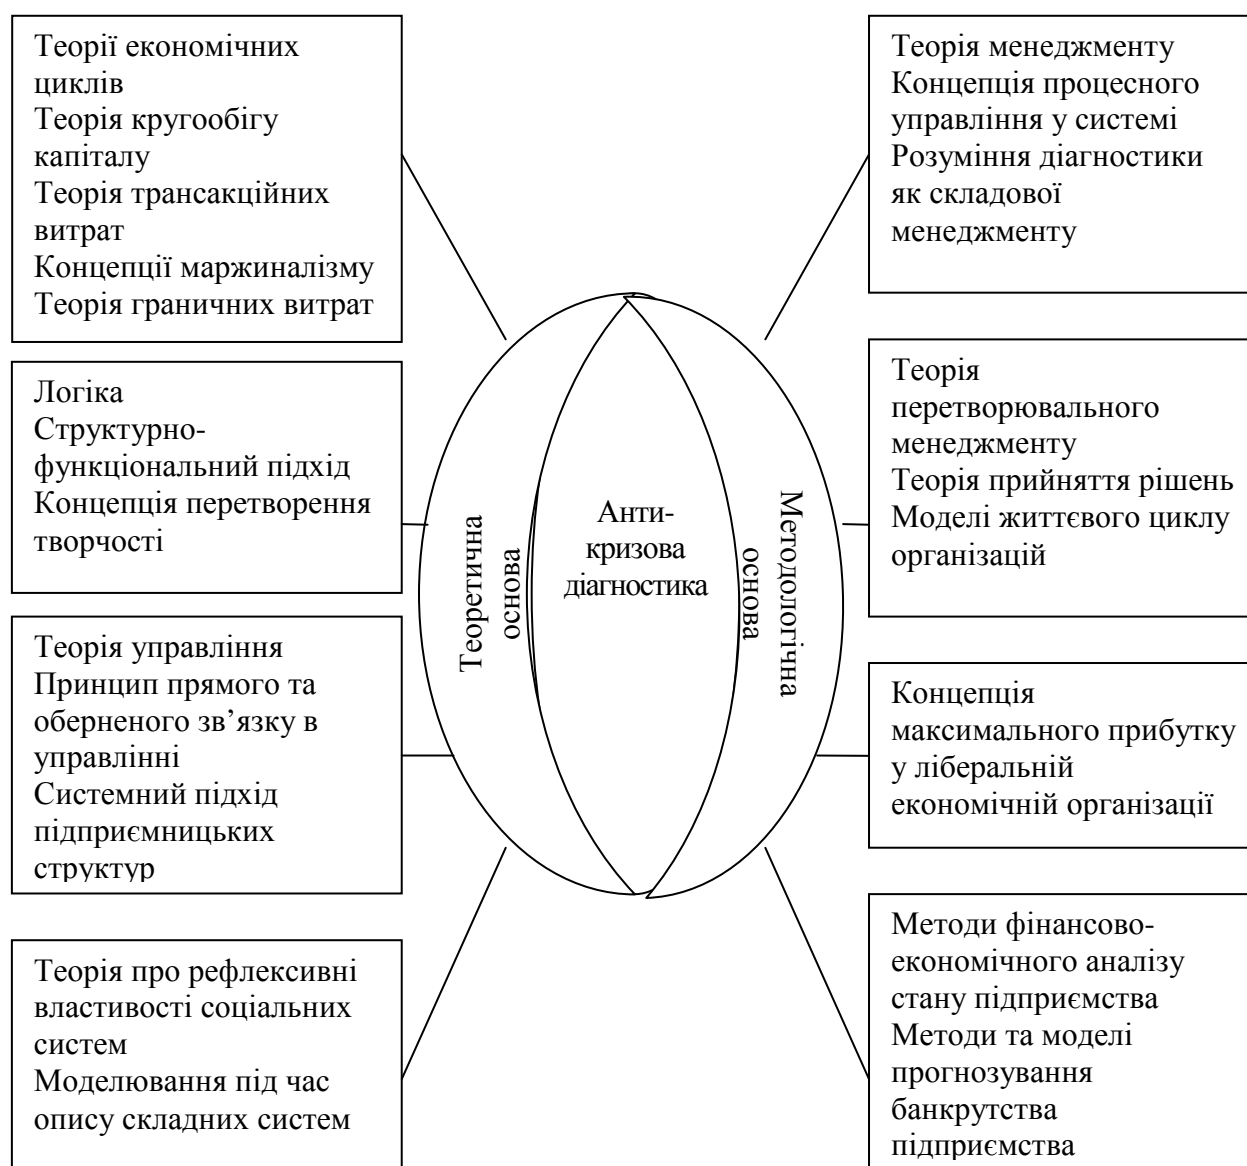 Теорії економічних
циклів
Теорія кругообігу
капіталу
Теорія трансакційних
витрат
Концепції маржиналізму
Теорія граничних витрат
Логіка
Структурно-
функціональний підхід
Концепція перетворення
творчості
Теорія управління
Принцип прямого та
оберненого зв’язку в
управлінні
Системний підхід
підприємницьких
структур
Теорія про рефлексивні
властивості соціальних
систем
Моделювання під час
опису складних систем
Теоретична
основа
Анти-
кризова
діагностика
Методологічна
основа
Теорія менеджменту
Концепція процесного
управління у системі
Розуміння діагностики
як складової
менеджменту
Теорія
перетворювального
менеджменту
Теорія прийняття рішень
Моделі життєвого циклу
організацій
Концепція
максимального прибутку
у ліберальній
економічній організації
Методи фінансово-
економічного аналізу
стану підприємства
Методи та моделі
прогнозування
банкрутства
підприємства